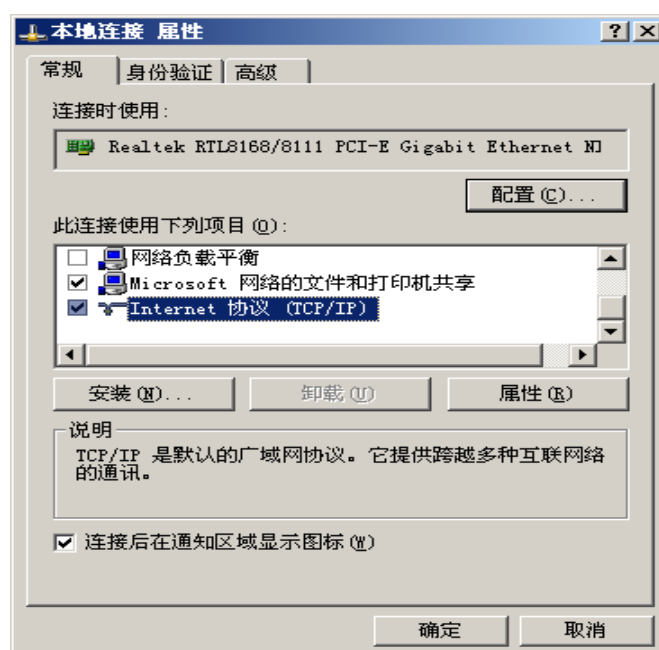 本地连接 属性
常规 身份验证 高级
连接时使用:
Realtek RTL8168/8111 PCI-E Gigabit Ethernet NI
配置(C)...
此连接使用下列项目(O):
网络负载平衡
Microsoft 网络的文件和打印机共享
Internet 协议 (TCP/IP)
安装(N)... 卸载(U) 属性(R)
说明
TCP/IP 是默认的广域网协议。它提供跨越多种互联网络
的通讯。
连接后在通知区域显示图标(W)
确定 取消